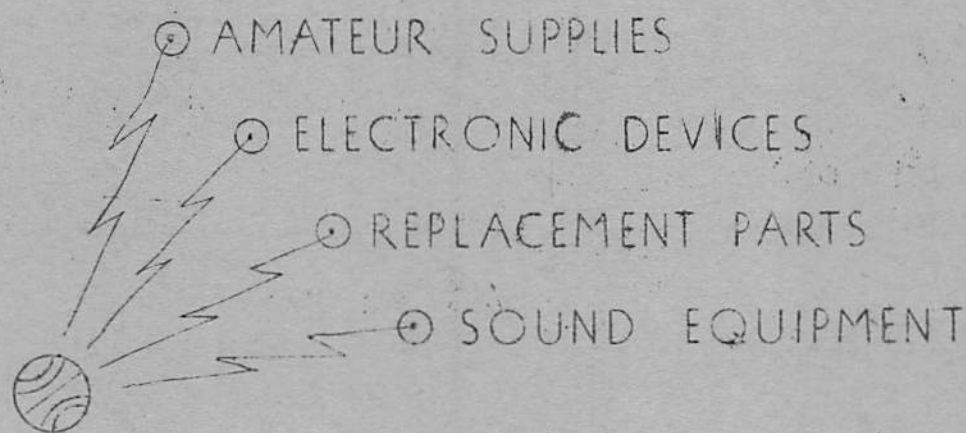 AMATEUR SUPPLIES
ELECTRONIC DEVICES
REPLACEMENT PARTS
SOUND EQUIPMENT